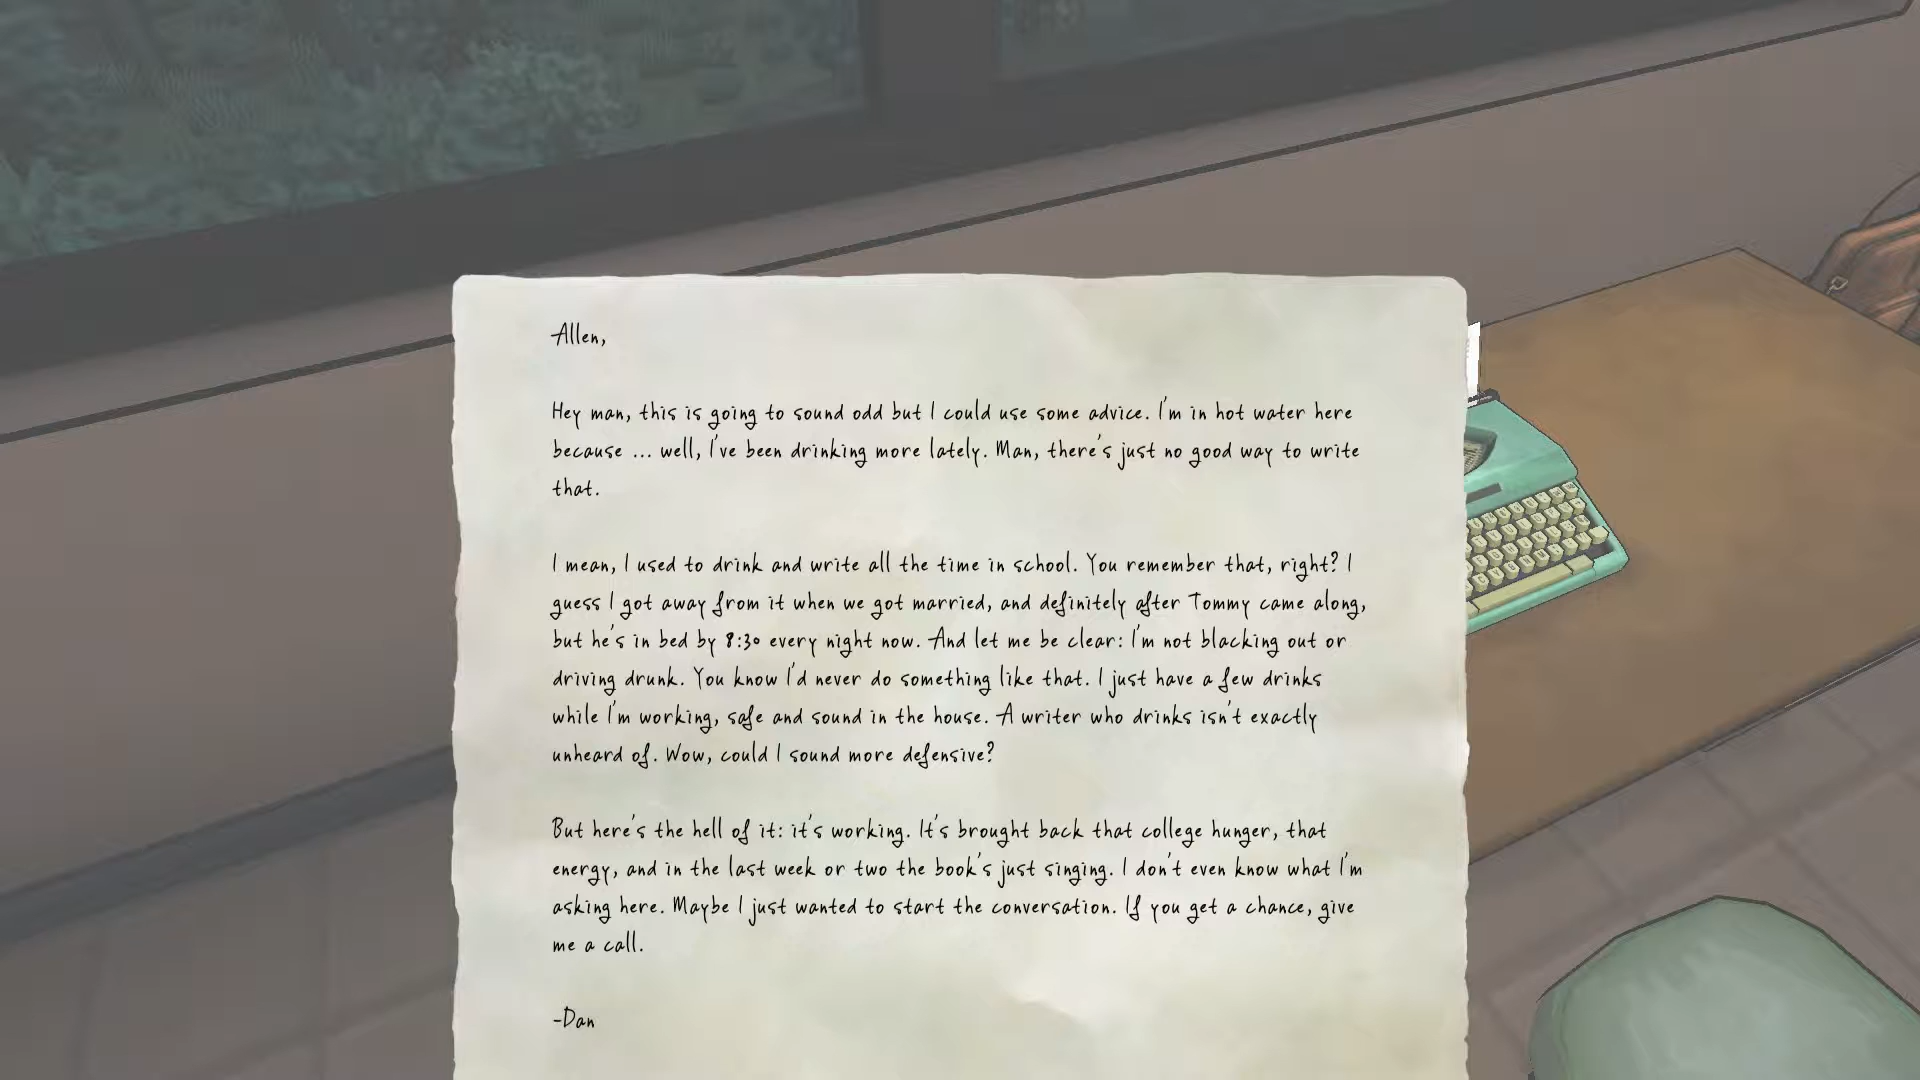 Allen,
Hey man, this is going to sound odd but I could use some advice. I'm in hot water here
because ... well, I've been drinking more lately. Man, there's just no good way to write
that.
I mean, I used to drink and write all the time in school. You remember that, right? I
guess I got away from it when we got married, and definitely after Tommy came along,
but he's in bed by 8:30 every night now. And let me be clear: I'm not blacking out or
driving drunk. You know I'd never do something like that. I just have a few drinks
while I'm working, safe and sound in the house. A writer who drinks isn't exactly
unheard of. Wow, could I sound more defensive?
But here's the hell of it: it's working. It's brought back that college hunger, that
energy, and in the last week or two the book's just singing. I don't even know what I'm
asking here. Maybe I just wanted to start the conversation. If you get a chance, give
me a call.
-Dan